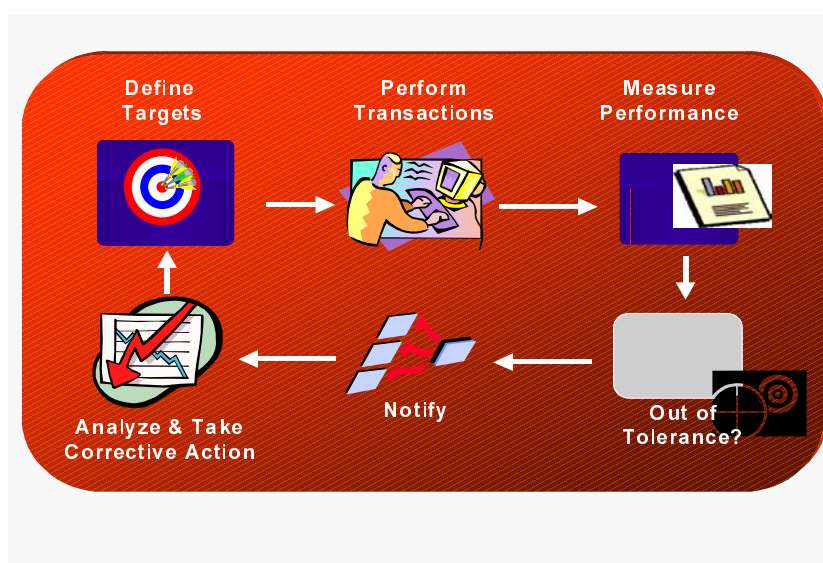 Define
Targets
Perform
Transactions
Measure
Performance
Analyze & Take
Corrective Action
Notify
Out of
Tolerance?